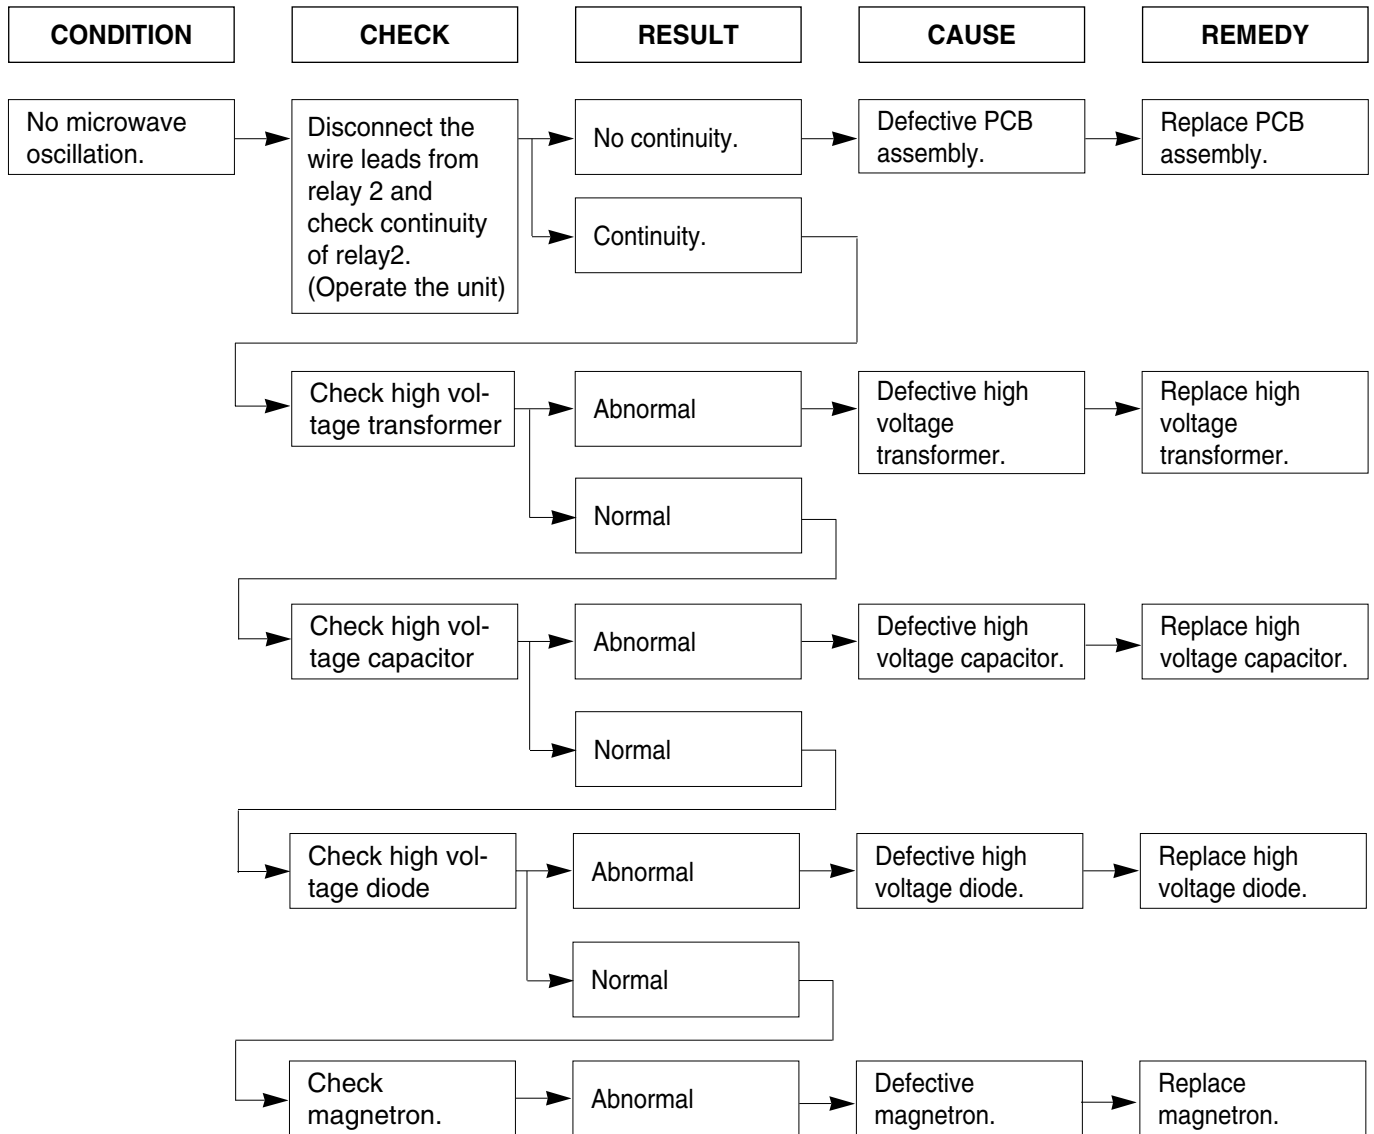 CONDITION
CHECK
RESULT
CAUSE
REMEDY
No microwave
oscillation.
Disconnect the
wire leads from
relay 2 and
check continuity
of relay2.
(Operate the unit)
No continuity.
Defective PCB
assembly.
Replace PCB
assembly.
Continuity.
Check high vol-
tage transformer
Abnormal
Defective high
voltage
transformer.
Replace high
voltage
transformer.
Normal
Check high vol-
tage capacitor
Abnormal
Defective high
voltage capacitor.
Replace high
voltage capacitor.
Normal
Check high vol-
tage diode
Abnormal
Defective high
voltage diode.
Replace high
voltage diode.
Normal
Check
magnetron.
Abnormal
Defective
magnetron.
Replace
magnetron.